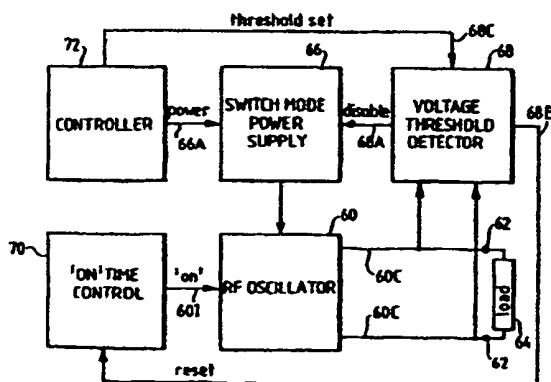 threshold set
72
66
68C
68
CONTROLLER
power
66A
SWITCH MODE
POWER
SUPPLY
disable
68A
VOLTAGE
THRESHOLD
DETECTOR
68B
60
70
'ON' TIME
CONTROL
'on'
60I
RF OSCILLATOR
60C
60C
62
62
load
64
reset